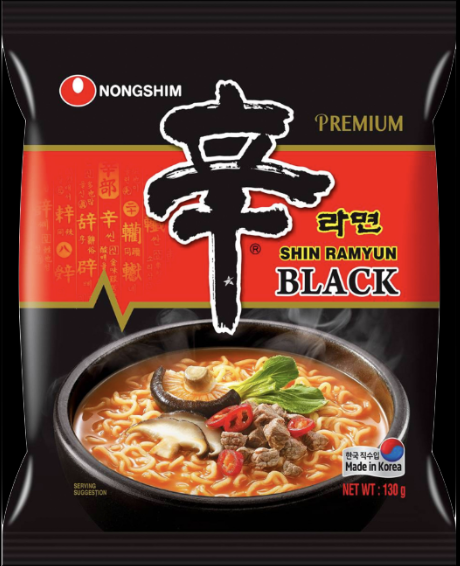 NONGSHIM
PREMIUM
辛
라면
®
SHIN RAMYUN
BLACK
한국 직수입
Made in Korea
SERVING
SUGGESTION
NET WT : 130 g